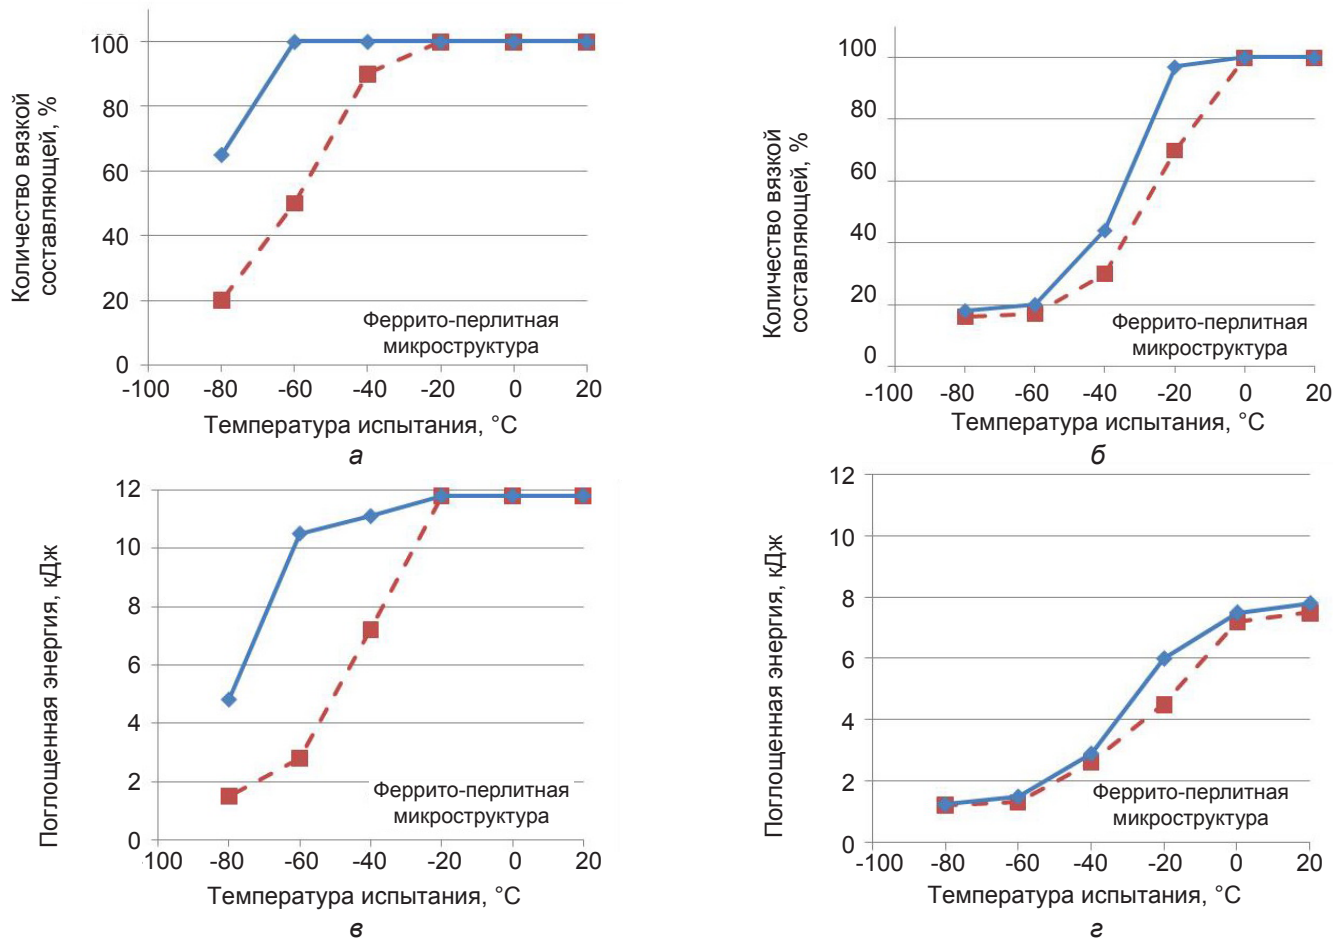 100
80
60
40
20
0
-100 -80 -60 -40 -20 0 20
Количество вязкой
составляющей, %
Феррито-перлитная
микроструктура
Температура испытания, °C
а
100
80
60
40
20
0
-100 -80 -60 -40 -20 0 20
Количество вязкой
составляющей, %
Феррито-перлитная
микроструктура
Температура испытания, °C
б
12
10
8
6
4
2
0
-100 -80 -60 -40 -20 0 20
Поглощенная энергия, кДж
Феррито-перлитная
микроструктура
Температура испытания, °C
в
12
10
8
6
4
2
0
-100 -80 -60 -40 -20 0 20
Поглощенная энергия, кДж
Феррито-перлитная
микроструктура
Температура испытания, °C
г